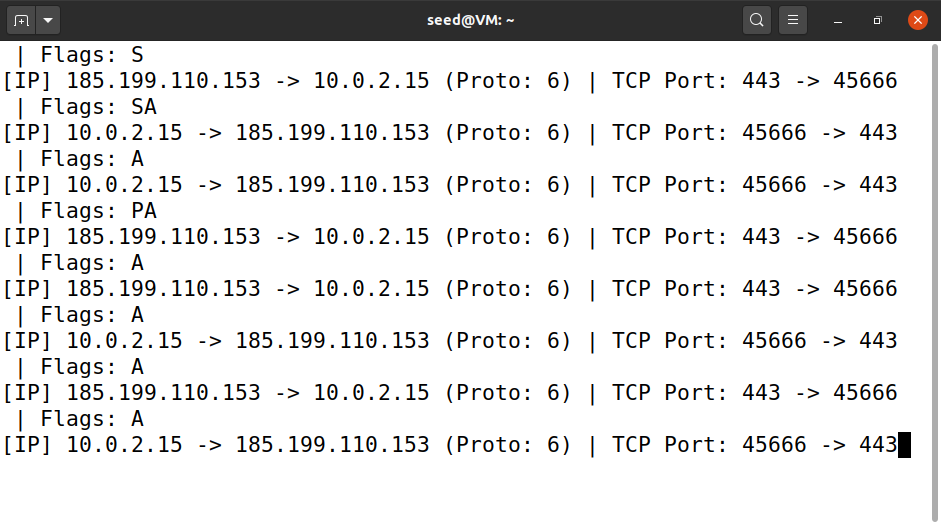 seed@VM: ~
| Flags: S
[IP] 185.199.110.153 -> 10.0.2.15 (Proto: 6) | TCP Port: 443 -> 45666
| Flags: SA
[IP] 10.0.2.15 -> 185.199.110.153 (Proto: 6) | TCP Port: 45666 -> 443
| Flags: A
[IP] 10.0.2.15 -> 185.199.110.153 (Proto: 6) | TCP Port: 45666 -> 443
| Flags: PA
[IP] 185.199.110.153 -> 10.0.2.15 (Proto: 6) | TCP Port: 443 -> 45666
| Flags: A
[IP] 185.199.110.153 -> 10.0.2.15 (Proto: 6) | TCP Port: 443 -> 45666
| Flags: A
[IP] 10.0.2.15 -> 185.199.110.153 (Proto: 6) | TCP Port: 45666 -> 443
| Flags: A
[IP] 185.199.110.153 -> 10.0.2.15 (Proto: 6) | TCP Port: 443 -> 45666
| Flags: A
[IP] 10.0.2.15 -> 185.199.110.153 (Proto: 6) | TCP Port: 45666 -> 443